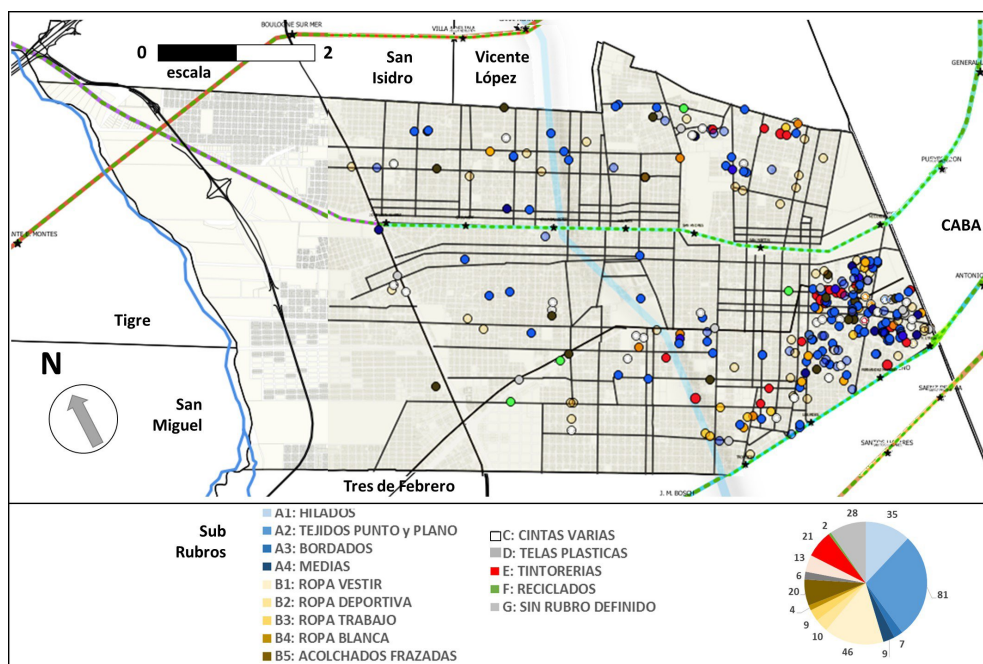 BOULOGNE SUR MER
0
2
escala
San
Isidro
Vicente
López
CABA
Tigre
N
San
Miguel
Tres de Febrero
J. M. BOSCH
Sub
Rubros
A1: HILADOS
A2: TEJIDOS PUNTO y PLANO
A3: BORDADOS
A4: MEDIAS
B1: ROPA VESTIR
B2: ROPA DEPORTIVA
B3: ROPA TRABAJO
B4: ROPA BLANCA
B5: ACOLCHADOS FRAZADAS
C: CINTAS VARIAS
D: TELAS PLASTICAS
E: TINTORERIAS
F: RECICLADOS
G: SIN RUBRO DEFINIDO
28
35
2
21
13
6
20
4
9
10
46
9
7
81